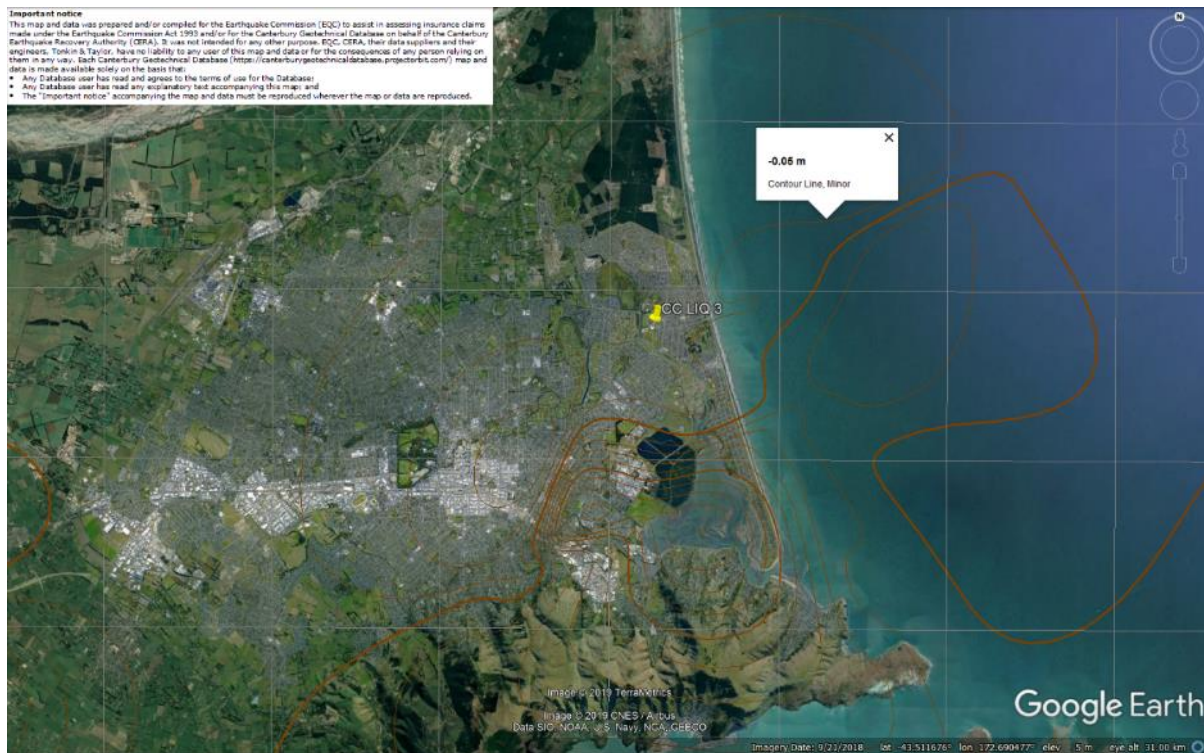 Important notice
This map and data was prepared and/or compiled for the Earthquake Commission (EQC) to assist in assessing insurance claims
made under the Earthquake Commission Act 1993 and/or for the Canterbury Geotechnical Database on behalf of the Canterbury
Earthquake Recovery Authority (CERA). It was not intended for any other purpose. EQC, CERA, their data suppliers and their
engineers, Tonkin & Taylor, have no liability to any user of this map and data or for the consequences of any person relying on
them in any way. Each Canterbury Geotechnical Database (https://canterburygeotechnicaldatabase.projectorbit.com/) map and
data is made available solely on the basis that:
• Any Database user has read and agrees to the terms of use for the Database;
• Any Database user has read any explanatory text accompanying this map; and
• The "Important notice" accompanying the map and data must be reproduced wherever the map or data are reproduced.
N
-0.05 m
Contour Line, Minor
CC LIQ 3
Image © 2019 TerraMetrics
Image © 2019 CNES / Airbus
Data SIO, NOAA, U.S. Navy, NGA, GEBCO
Google Earth
Imagery Date: 9/21/2018 lat -43.511676° lon 172.690477° elev 5 m eye alt 31.00 km